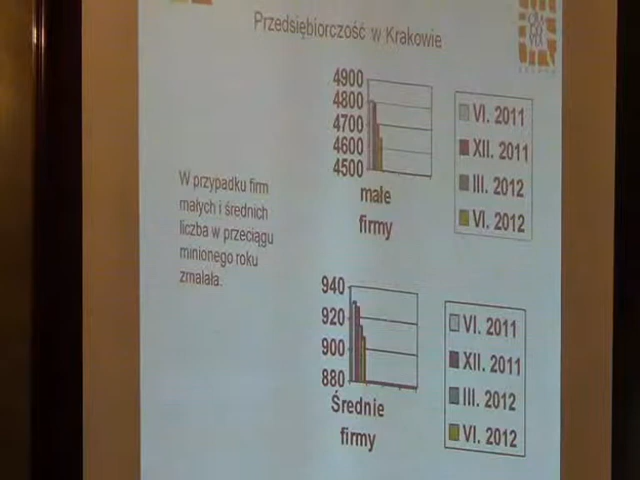 Przedsiębiorczość w Krakowie
W przypadku firm
małych i średnich
liczba w przeciągu
minionego roku
zmalała.
4900
4800
4700
4600
4500
małe
firmy
VI. 2011
XII. 2011
III. 2012
VI. 2012
940
920
900
880
Średnie
firmy
VI. 2011
XII. 2011
III. 2012
VI. 2012